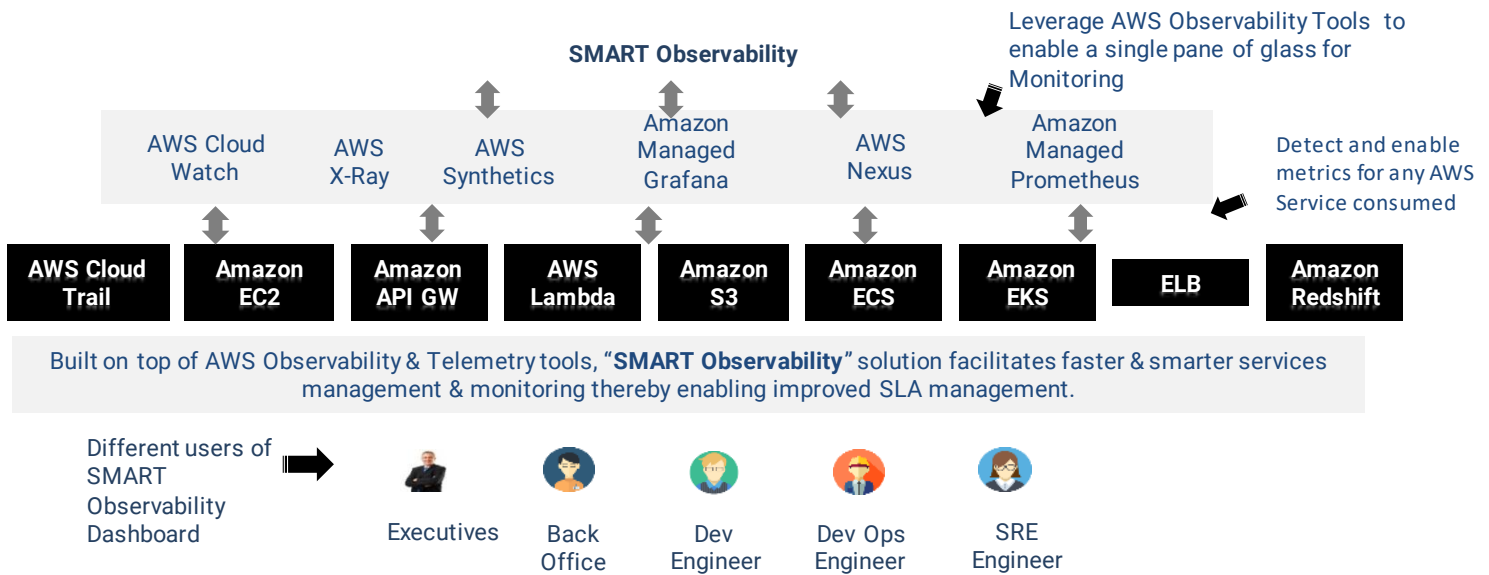 Leverage AWS Observability Tools to
enable a single pane of glass for
Monitoring
SMART Observability
AWS Cloud
Watch
AWS
X-Ray
AWS
Synthetics
Amazon
Managed
Grafana
AWS
Nexus
Amazon
Managed
Prometheus
Detect and enable
metrics for any AWS
Service consumed
AWS Cloud
Trail
Amazon
EC2
Amazon
API GW
AWS
Lambda
Amazon
S3
Amazon
ECS
Amazon
EKS
ELB
Amazon
Redshift
Built on top of AWS Observability & Telemetry tools, “SMART Observability” solution facilitates faster & smarter services
management & monitoring thereby enabling improved SLA management.
Different users of
SMART
Observability
Dashboard
Executives
Back
Office
Dev
Engineer
Dev Ops
Engineer
SRE
Engineer